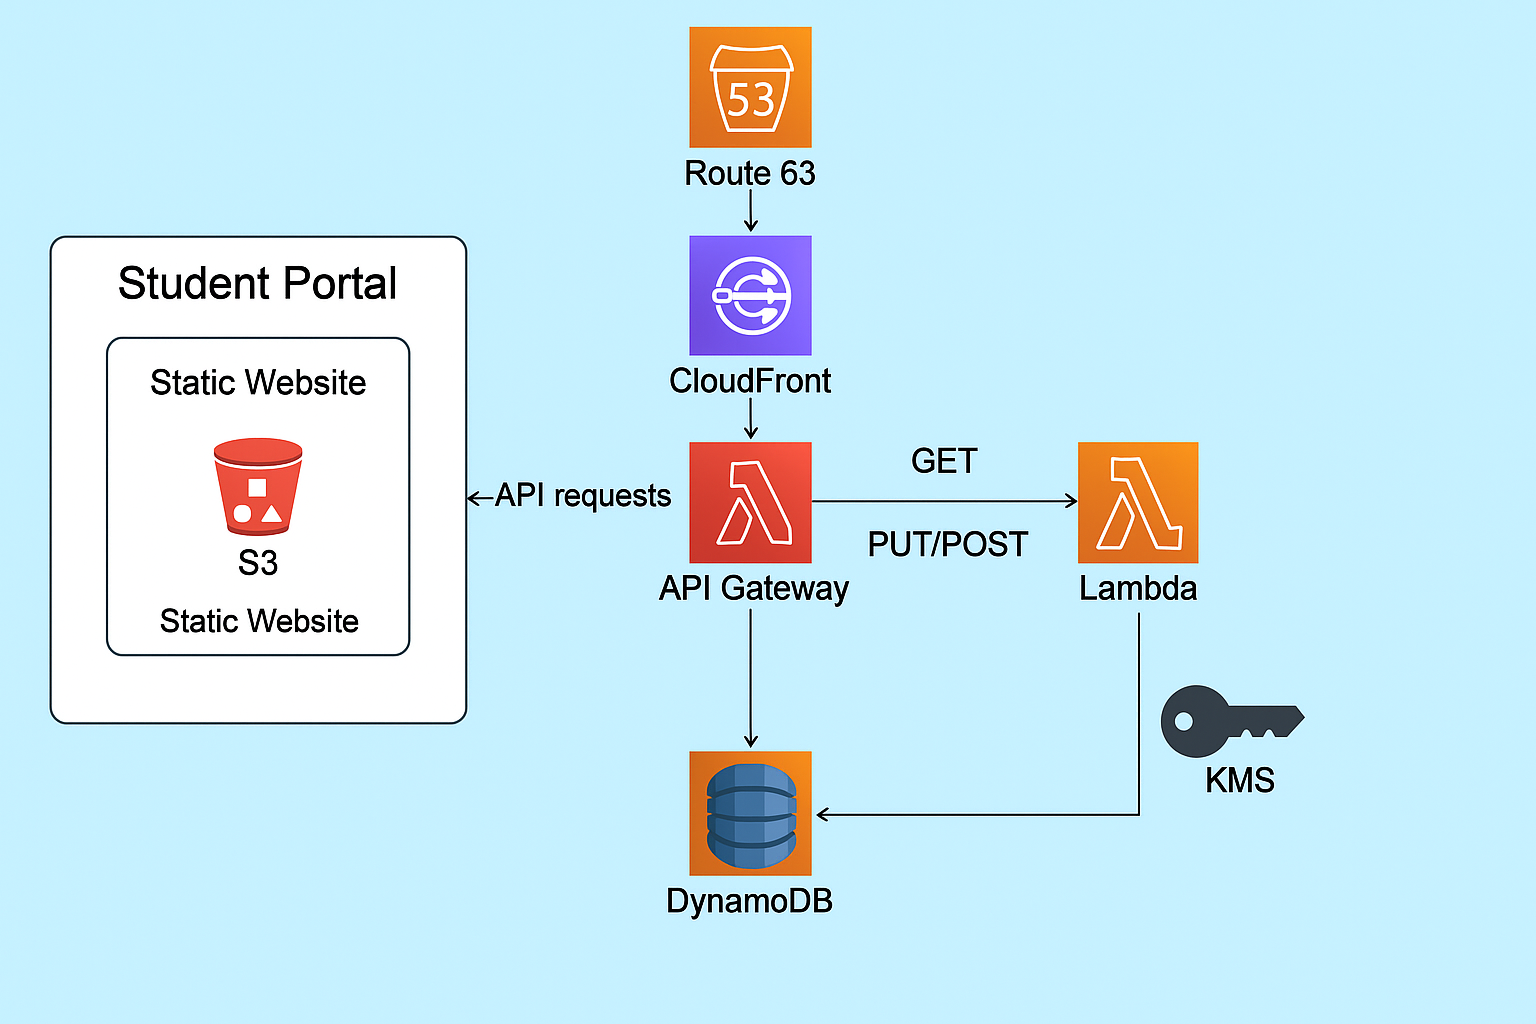 53
Route 63
CloudFront
Student Portal
Static Website
S3
Static Website
API requests
API Gateway
GET
PUT/POST
Lambda
KMS
DynamoDB